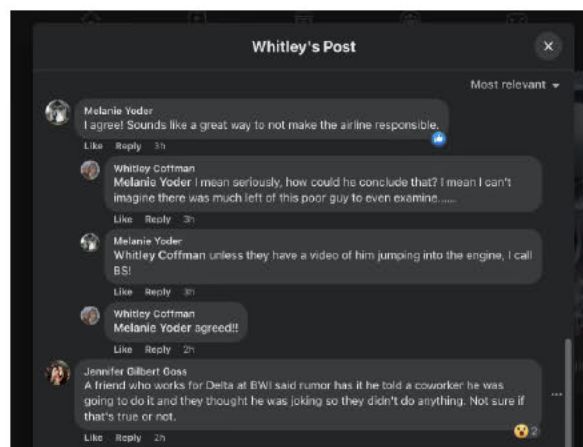 Whitley's Post
Most relevant
Melanie Yoder
I agree! Sounds like a great way to not make the airline responsible.
Like Reply 3h
Whitley Coffman
Melanie Yoder I mean seriously, how could he conclude that? I mean I can't
imagine there was much left of this poor guy to even examine......
Like Reply 3h
Melanie Yoder
Whitley Coffman unless they have a video of him jumping into the engine, I call
BS!
Like Reply 3h
Whitley Coffman
Melanie Yoder agreed!!
Like Reply 2h
Jennifer Gilbert Goss
A friend who works for Delta at BWI said rumor has it he told a coworker he was
going to do it and they thought he was joking so they didn't do anything. Not sure if
that's true or not.
2
Like Reply 2h